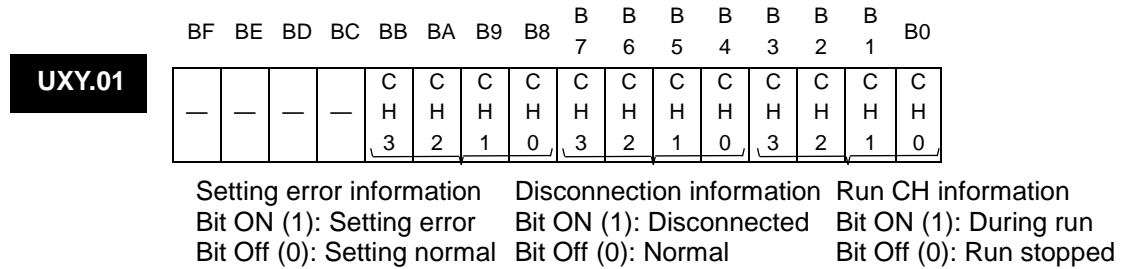 BF BE BD BC BB BA B9 B8 B7 B6 B5 B4 B3 B2 B1 B0
UXY.01 — — — — CH3 CH2 CH1 CH0 CH3 CH2 CH1 CH0 CH3 CH2 CH1 CH0
Setting error information Disconnection information Run CH information
Bit ON (1): Setting error Bit ON (1): Disconnected Bit ON (1): During run
Bit Off (0): Setting normal Bit Off (0): Normal Bit Off (0): Run stopped